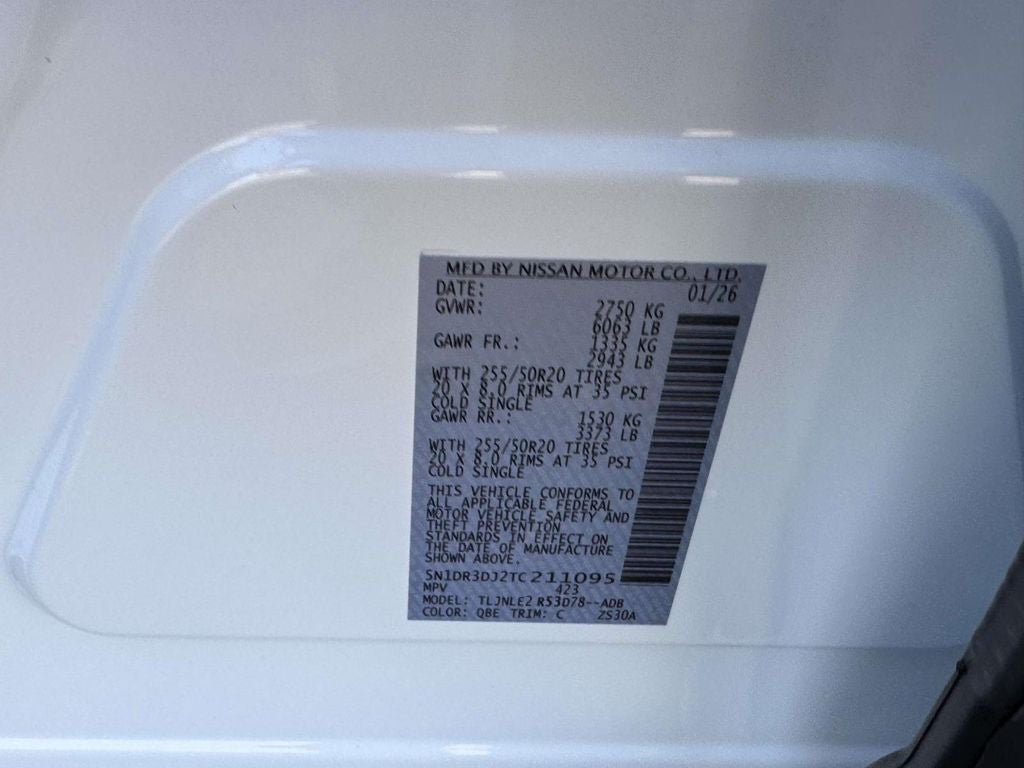 MFD BY NISSAN MOTOR CO., LTD.
DATE: 01/26
GVWR: 2750 KG
6063 LB
GAWR FR.: 1335 KG
2943 LB
WITH 255/50R20 TIRES
20 X 8.0 RIMS AT 35 PSI
COLD SINGLE
GAWR RR.: 1530 KG
3373 LB
WITH 255/50R20 TIRES
20 X 8.0 RIMS AT 35 PSI
COLD SINGLE
THIS VEHICLE CONFORMS TO
ALL APPLICABLE FEDERAL
MOTOR VEHICLE SAFETY AND
THEFT PREVENTION
STANDARDS IN EFFECT ON
THE DATE OF MANUFACTURE
SHOWN ABOVE.
5N1DR3DJ2TC211095
MPV 423
MODEL: TLJNLE2 R53D78--ADB
COLOR: QBE TRIM: C ZS30A